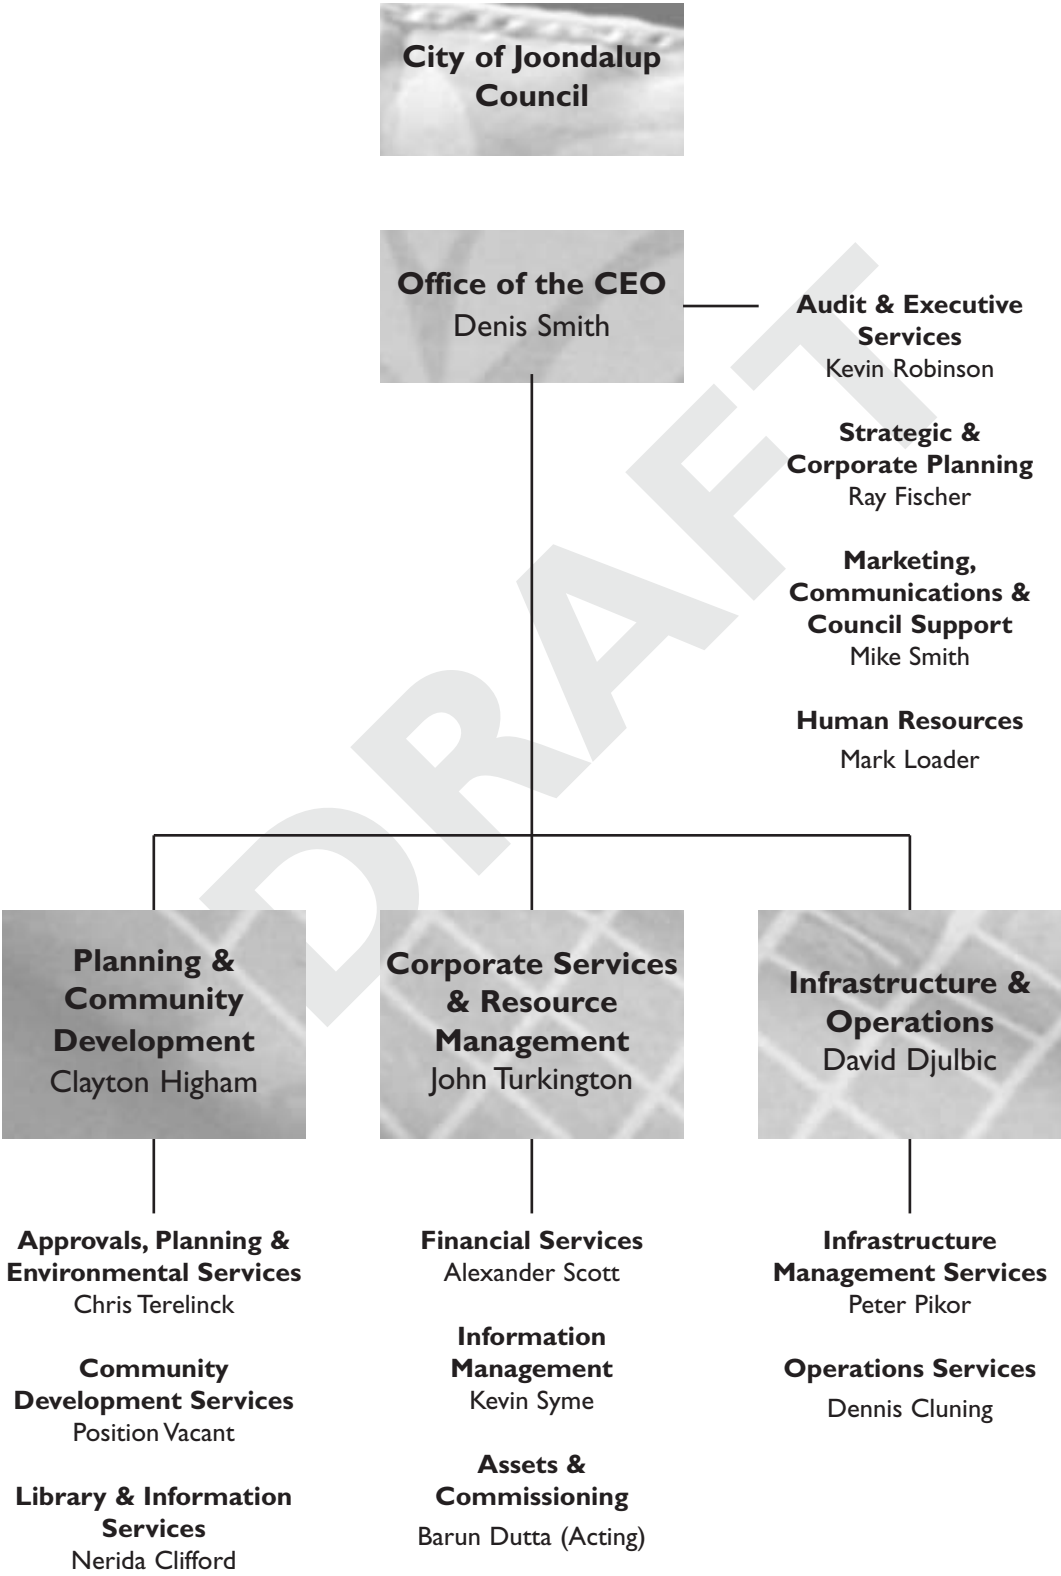 City of Joondalup
Council
Office of the CEO
Denis Smith
Audit & Executive
Services
Kevin Robinson
Strategic &
Corporate Planning
Ray Fischer
Marketing,
Communications &
Council Support
Mike Smith
Human Resources
Mark Loader
DRAFT
Planning &
Community
Development
Clayton Higham
Corporate Services
& Resource
Management
John Turkington
Infrastructure &
Operations
David Djulbic
Approvals, Planning &
Environmental Services
Chris Terelinck
Community
Development Services
Position Vacant
Library & Information
Services
Nerida Clifford
Financial Services
Alexander Scott
Information
Management
Kevin Syme
Assets &
Commissioning
Barun Dutta (Acting)
Infrastructure
Management Services
Peter Pikor
Operations Services
Dennis Cluning